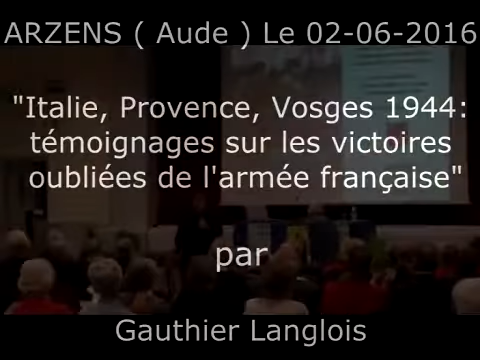 ARZENS ( Aude ) Le 02-06-2016
"Italie, Provence, Vosges 1944:
témoignages sur les victoires
oubliées de l'armée française"
par
Gauthier Langlois